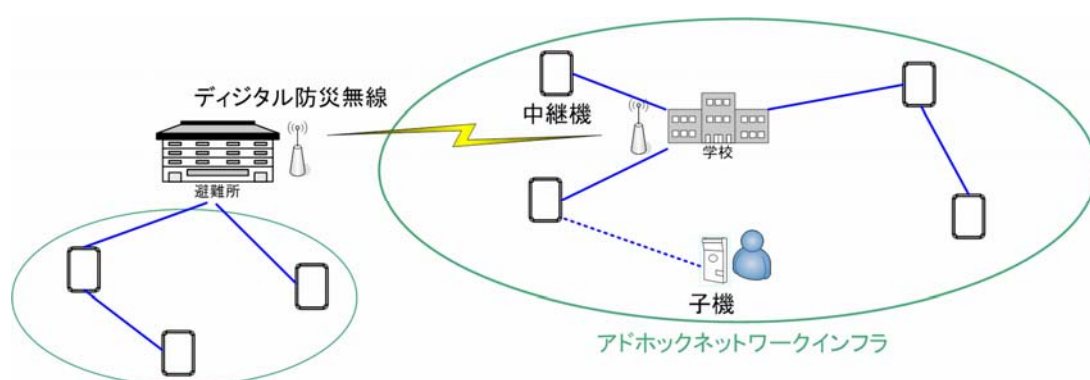 ディジタル防災無線
中継機
学校
避難所
子機
アドホックネットワークインフラ